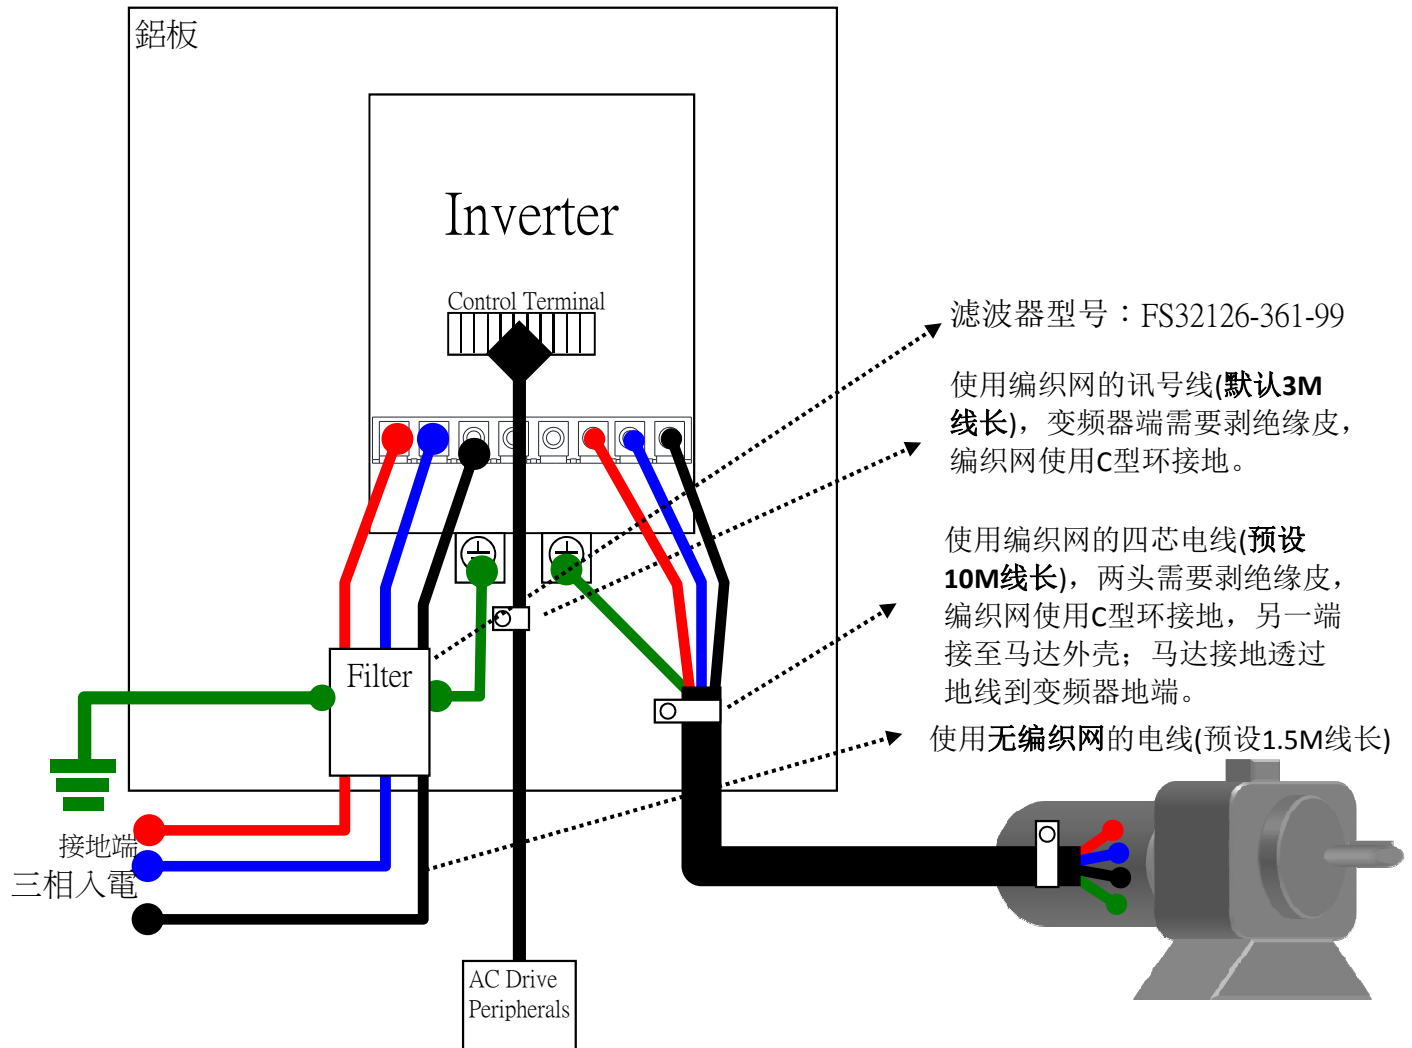 鋁板
Inverter
Control Terminal
滤波器型号：FS32126-361-99
使用编织网的讯号线(默认3M
线长)，变频器端需要剥绝缘皮，
编织网使用C型环接地。
使用编织网的四芯电线(预设
10M线长)，两头需要剥绝缘皮，
编织网使用C型环接地，另一端
接至马达外壳；马达接地透过
地线到变频器地端。
使用无编织网的电线(预设1.5M线长)
Filter
接地端
三相入電
AC Drive
Peripherals